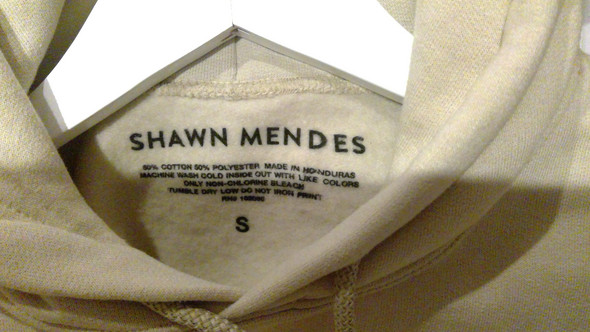 SHAWN MENDES
50% COTTON 50% POLYESTER MADE IN HONDURAS
MACHINE WASH COLD INSIDE OUT WITH LIKE COLORS
ONLY NON-CHLORINE BLEACH
TUMBLE DRY LOW DO NOT IRON PRINT
S